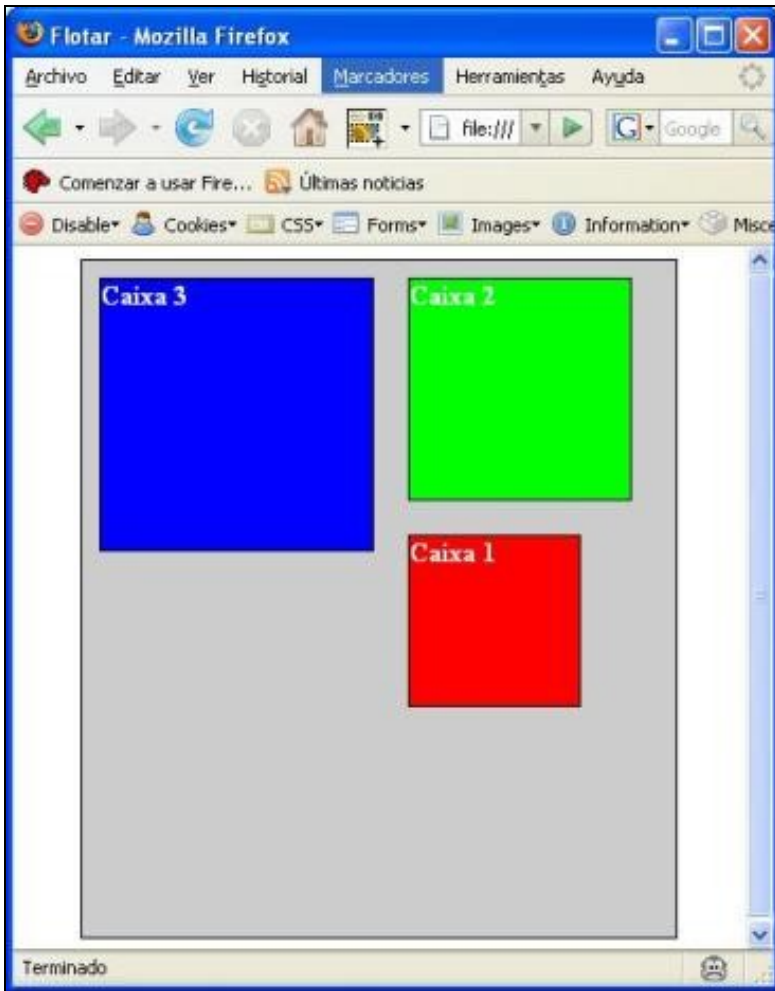 Flotar - Mozilla Firefox
Archivo Editar Ver Historial Marcadores Herramientas Ayuda
file:/// G Google
Comenzar a usar Fire... Últimas noticias
Disable Cookies CSS Forms Images Information Misce
Caixa 3 Caixa 2
Caixa 1
Terminado